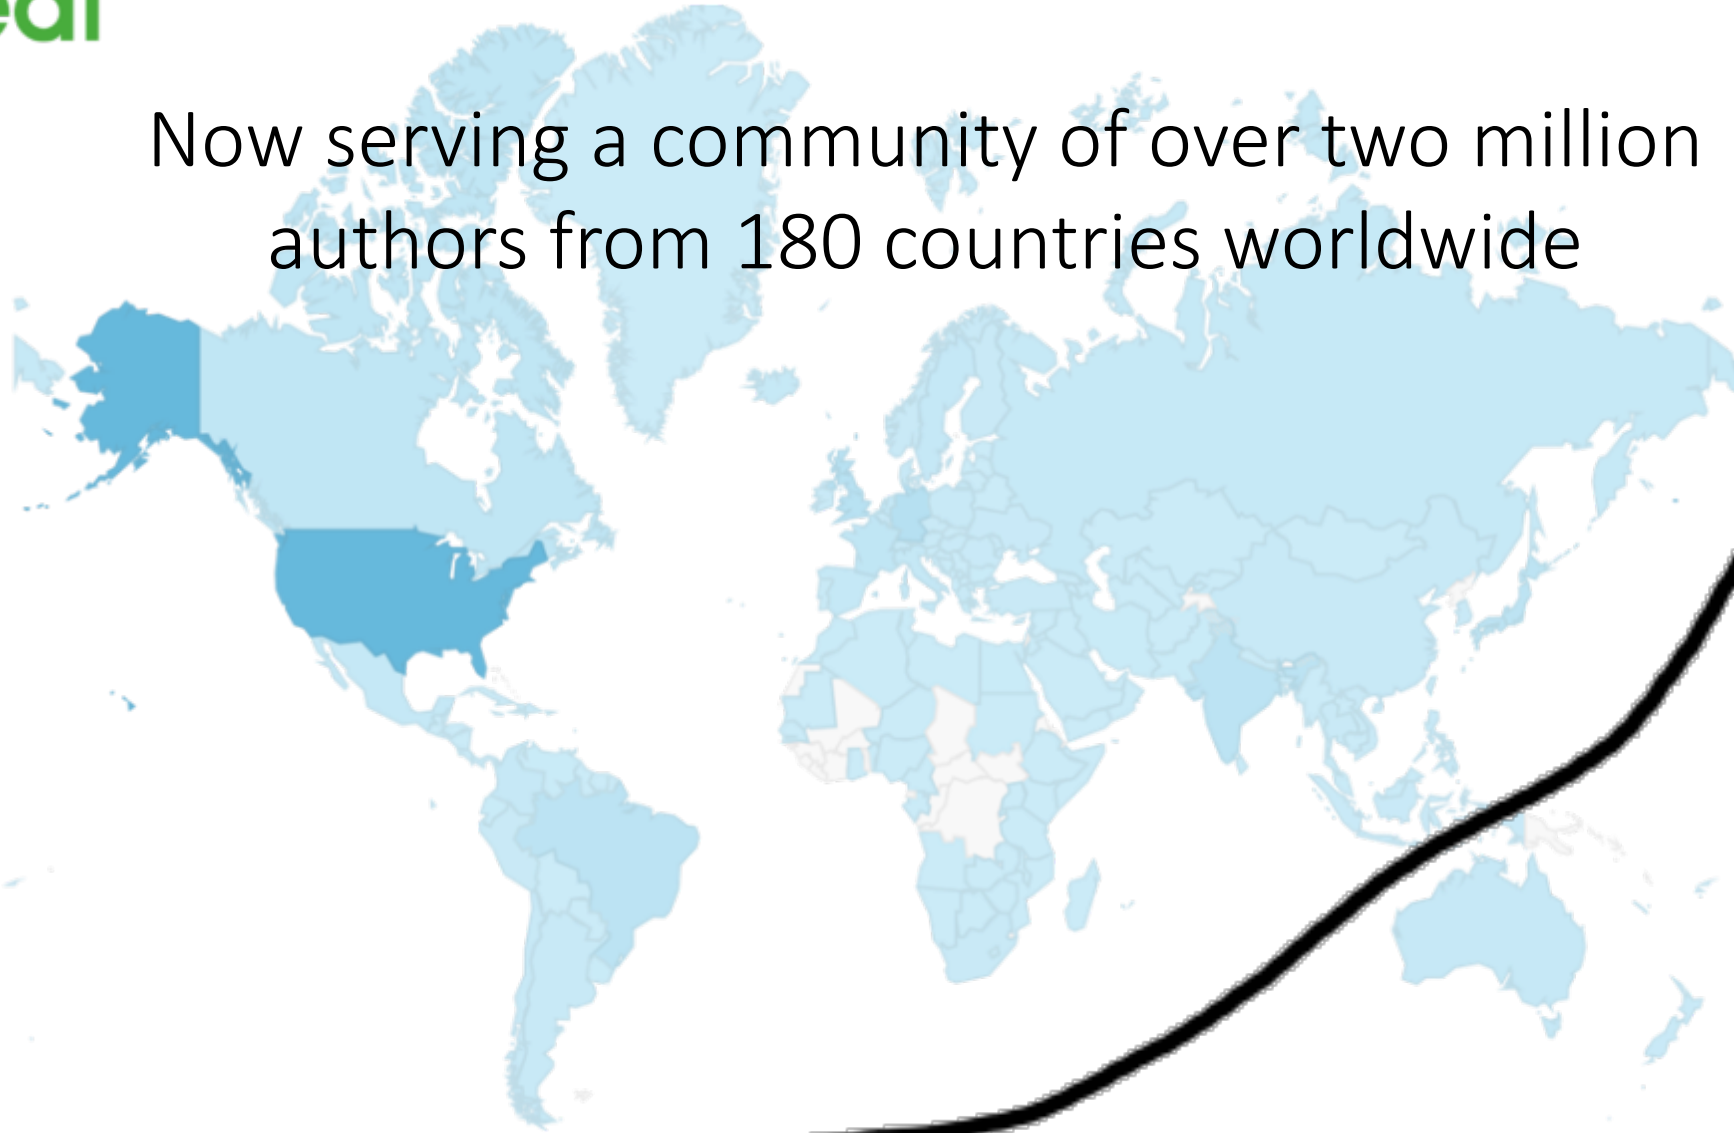 Now serving a community of over two million
authors from 180 countries worldwide